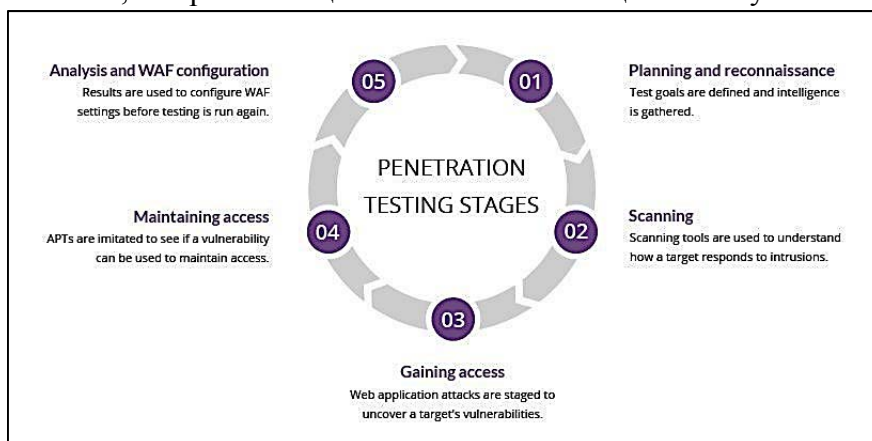 PENETRATION
TESTING STAGES
01
Planning and reconnaissance
Test goals are defined and intelligence
is gathered.
02
Scanning
Scanning tools are used to understand
how a target responds to intrusions.
03
Gaining access
Web application attacks are staged to
uncover a target's vulnerabilities.
04
Maintaining access
APTs are imitated to see if a vulnerability
can be used to maintain access.
05
Analysis and WAF configuration
Results are used to configure WAF
settings before testing is run again.